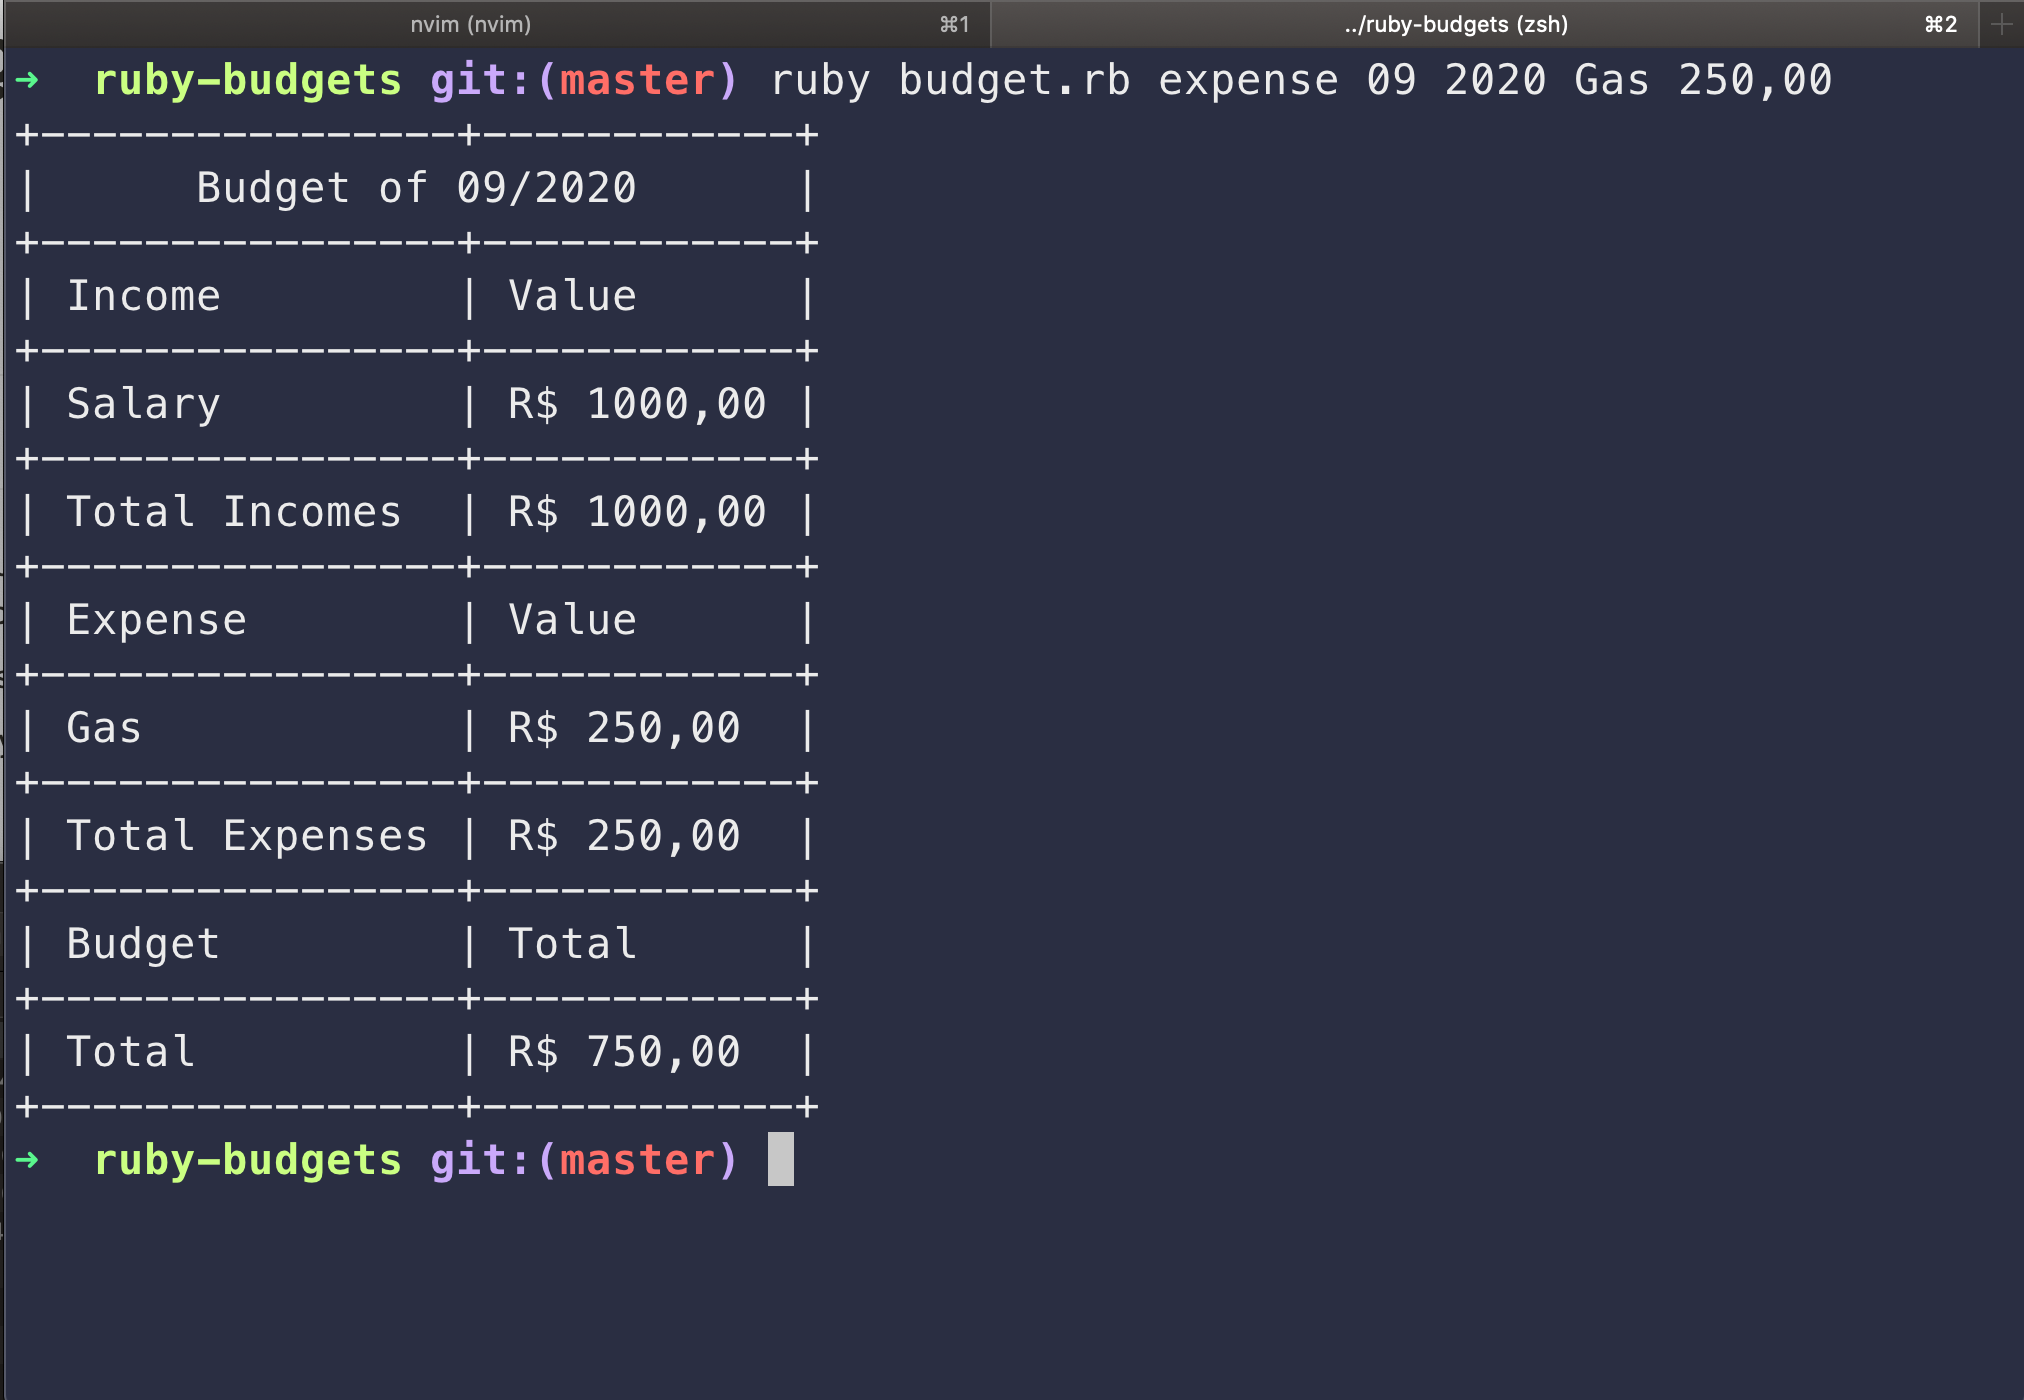 nvim (nvim) ⌘1 ../ruby-budgets (zsh) ⌘2
➜  ruby-budgets git:(master) ruby budget.rb expense 09 2020 Gas 250,00
+----------------+------------+
|      Budget of 09/2020      |
+----------------+------------+
| Income         | Value      |
+----------------+------------+
| Salary         | R$ 1000,00 |
+----------------+------------+
| Total Incomes  | R$ 1000,00 |
+----------------+------------+
| Expense        | Value      |
+----------------+------------+
| Gas            | R$ 250,00  |
+----------------+------------+
| Total Expenses | R$ 250,00  |
+----------------+------------+
| Budget         | Total      |
+----------------+------------+
| Total          | R$ 750,00  |
+----------------+------------+
➜  ruby-budgets git:(master)